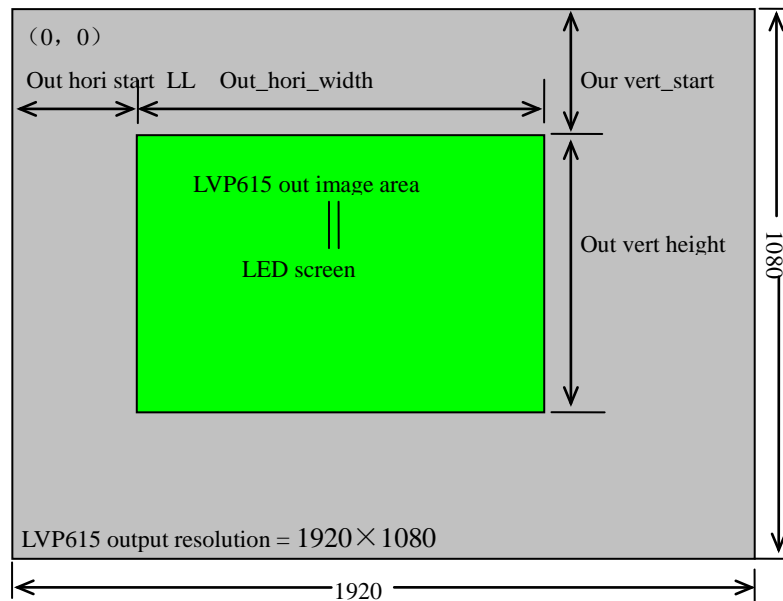 （0，0）
Out hori start LL Out_hori_width
Our vert_start
LVP615 out image area
Out vert height
LED screen
1080
LVP615 output resolution = 1920×1080
1920